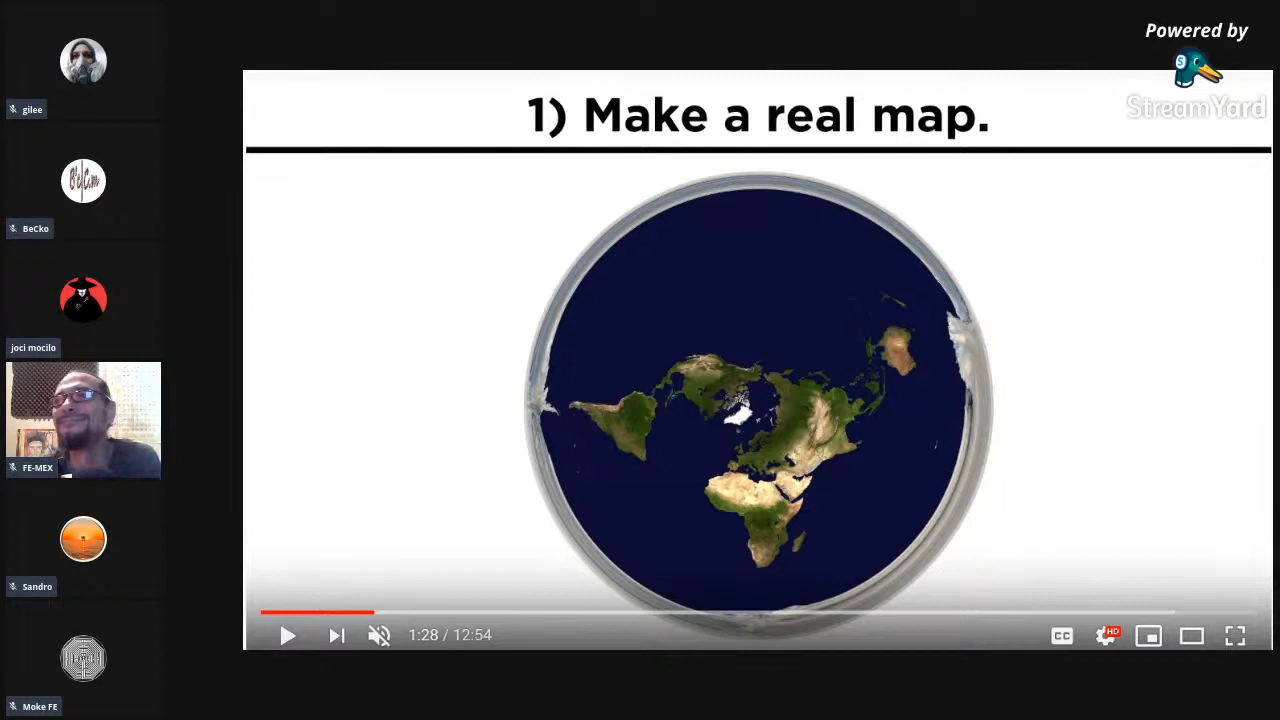 Powered by
StreamYard
gilee
BeCko
joci mocilo
FE-MEX
Sandro
Moke FE
1) Make a real map.
1:28 / 12:54
CC
HD